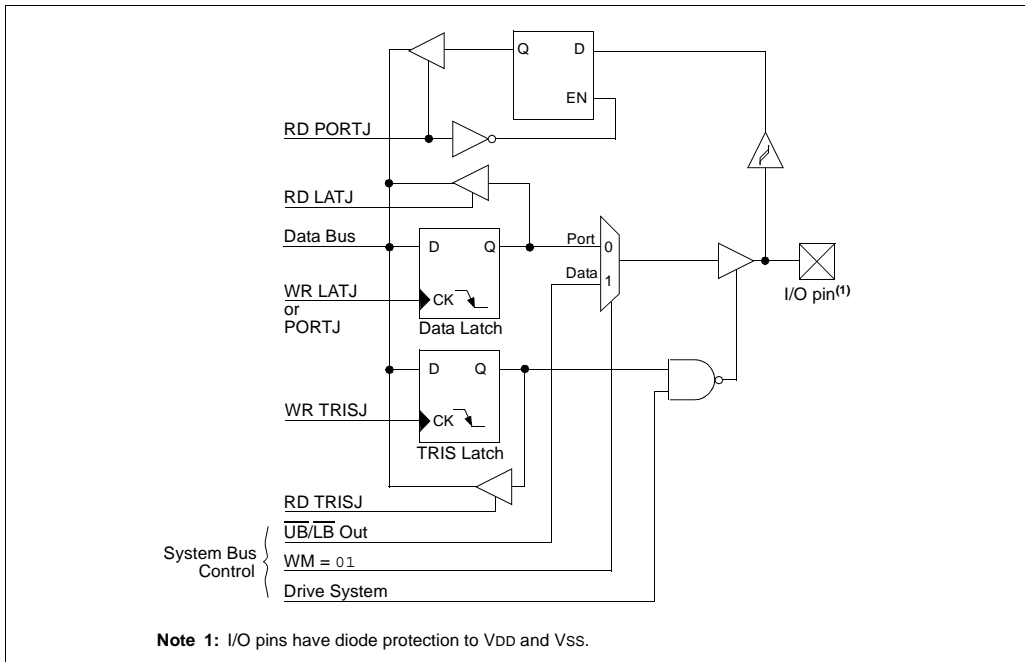 Q
D
EN
RD PORTJ
RD LATJ
Data Bus
D
Q
Port
0
Data
1
WR LATJ
or
PORTJ
CK
Data Latch
I/O pin(1)
D
Q
WR TRISJ
CK
TRIS Latch
RD TRISJ
System Bus
Control
UB/LB Out
WM = 01
Drive System
Note 1: I/O pins have diode protection to VDD and VSS.